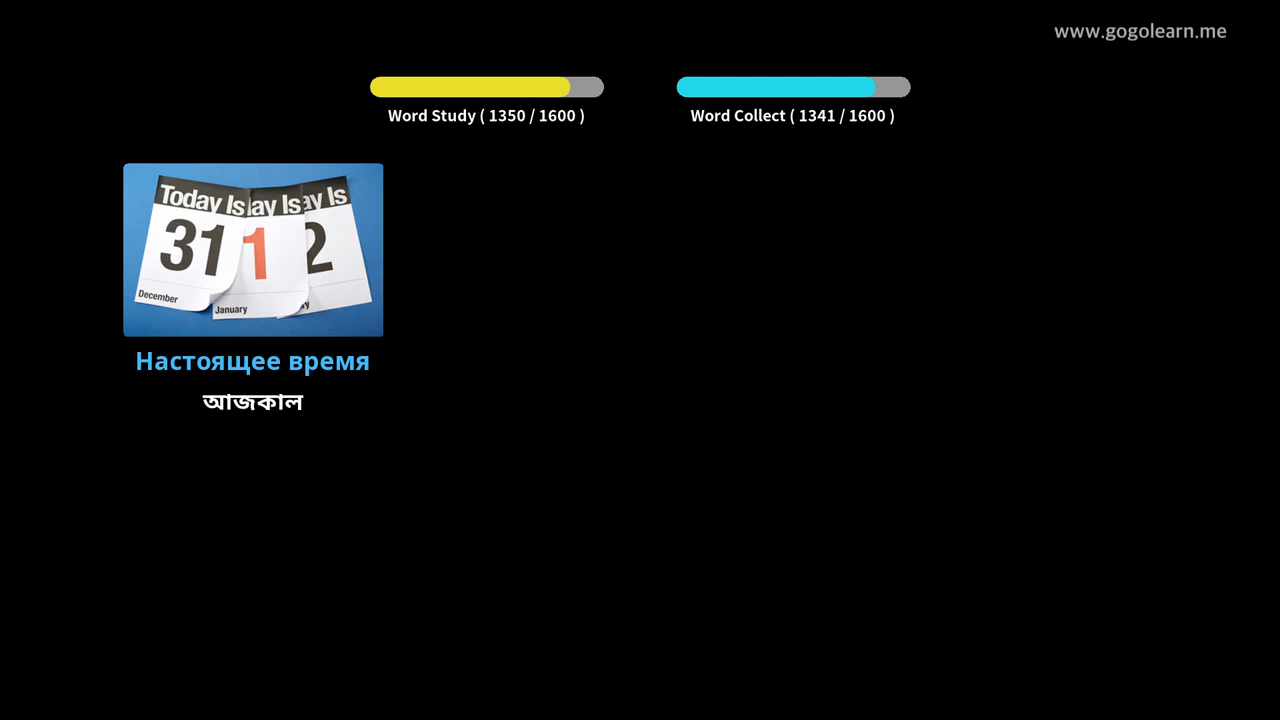 www.gogolearn.me
Word Study ( 1350 / 1600 )
Word Collect ( 1341 / 1600 )
Today Is
31
December
ay Is
1
January
ay Is
2
ry
Настоящее время
আজকাল